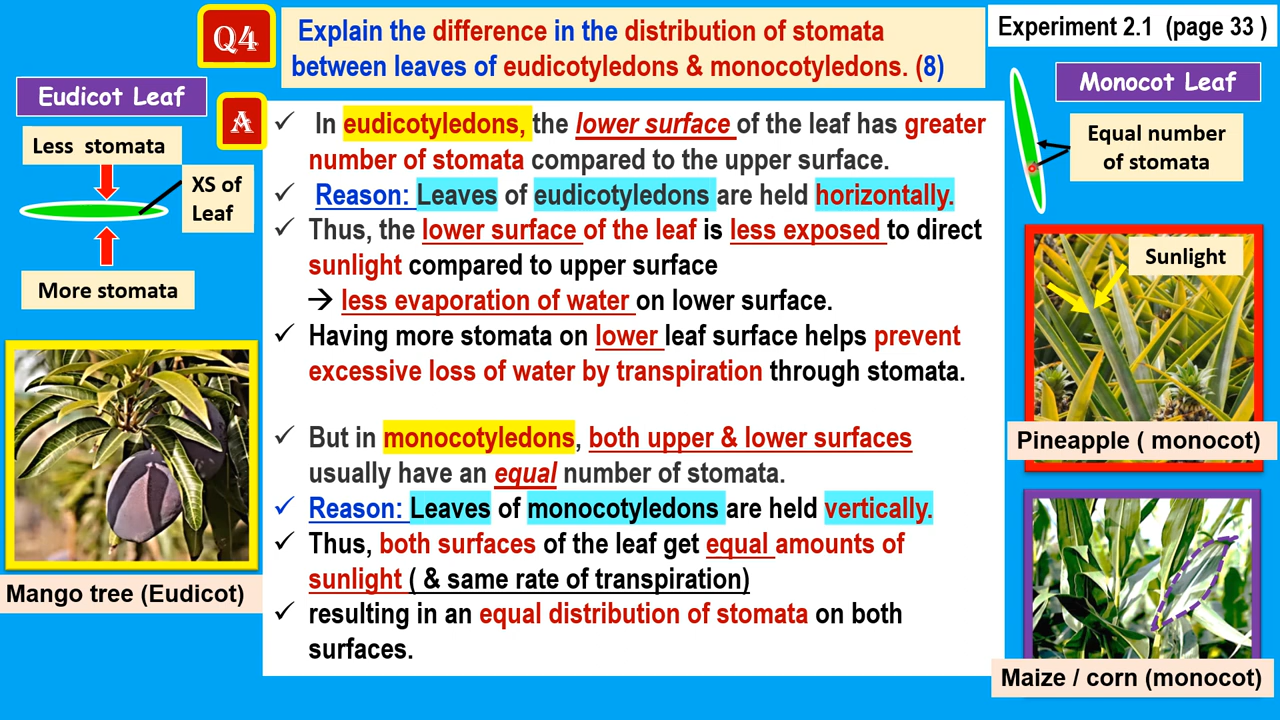 Q4
Explain the difference in the distribution of stomata
between leaves of eudicotyledons & monocotyledons. (8)
Experiment 2.1 (page 33 )
Eudicot Leaf
Less stomata
XS of
Leaf
More stomata
Mango tree (Eudicot)
A
✓ In eudicotyledons, the lower surface of the leaf has greater
number of stomata compared to the upper surface.
✓ Reason: Leaves of eudicotyledons are held horizontally.
✓ Thus, the lower surface of the leaf is less exposed to direct
sunlight compared to upper surface
→ less evaporation of water on lower surface.
✓ Having more stomata on lower leaf surface helps prevent
excessive loss of water by transpiration through stomata.
✓ But in monocotyledons, both upper & lower surfaces
usually have an equal number of stomata.
✓ Reason: Leaves of monocotyledons are held vertically.
✓ Thus, both surfaces of the leaf get equal amounts of
sunlight ( & same rate of transpiration)
✓ resulting in an equal distribution of stomata on both
surfaces.
Monocot Leaf
Equal number
of stomata
Sunlight
Pineapple ( monocot)
Maize / corn (monocot)